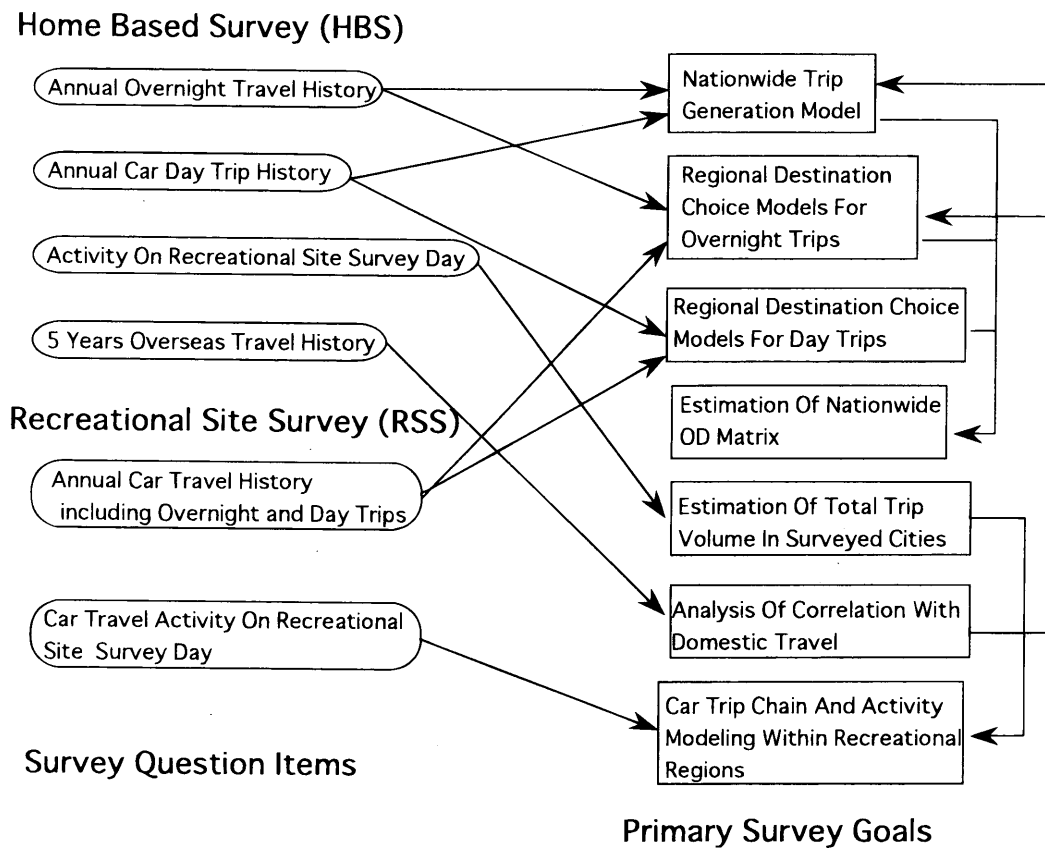 Home Based Survey (HBS)
Annual Overnight Travel History
Annual Car Day Trip History
Activity On Recreational Site Survey Day
5 Years Overseas Travel History
Recreational Site Survey (RSS)
Annual Car Travel History
including Overnight and Day Trips
Car Travel Activity On Recreational
Site Survey Day
Survey Question Items
Nationwide Trip
Generation Model
Regional Destination
Choice Models For
Overnight Trips
Regional Destination Choice
Models For Day Trips
Estimation Of Nationwide
OD Matrix
Estimation Of Total Trip
Volume In Surveyed Cities
Analysis Of Correlation With
Domestic Travel
Car Trip Chain And Activity
Modeling Within Recreational
Regions
Primary Survey Goals